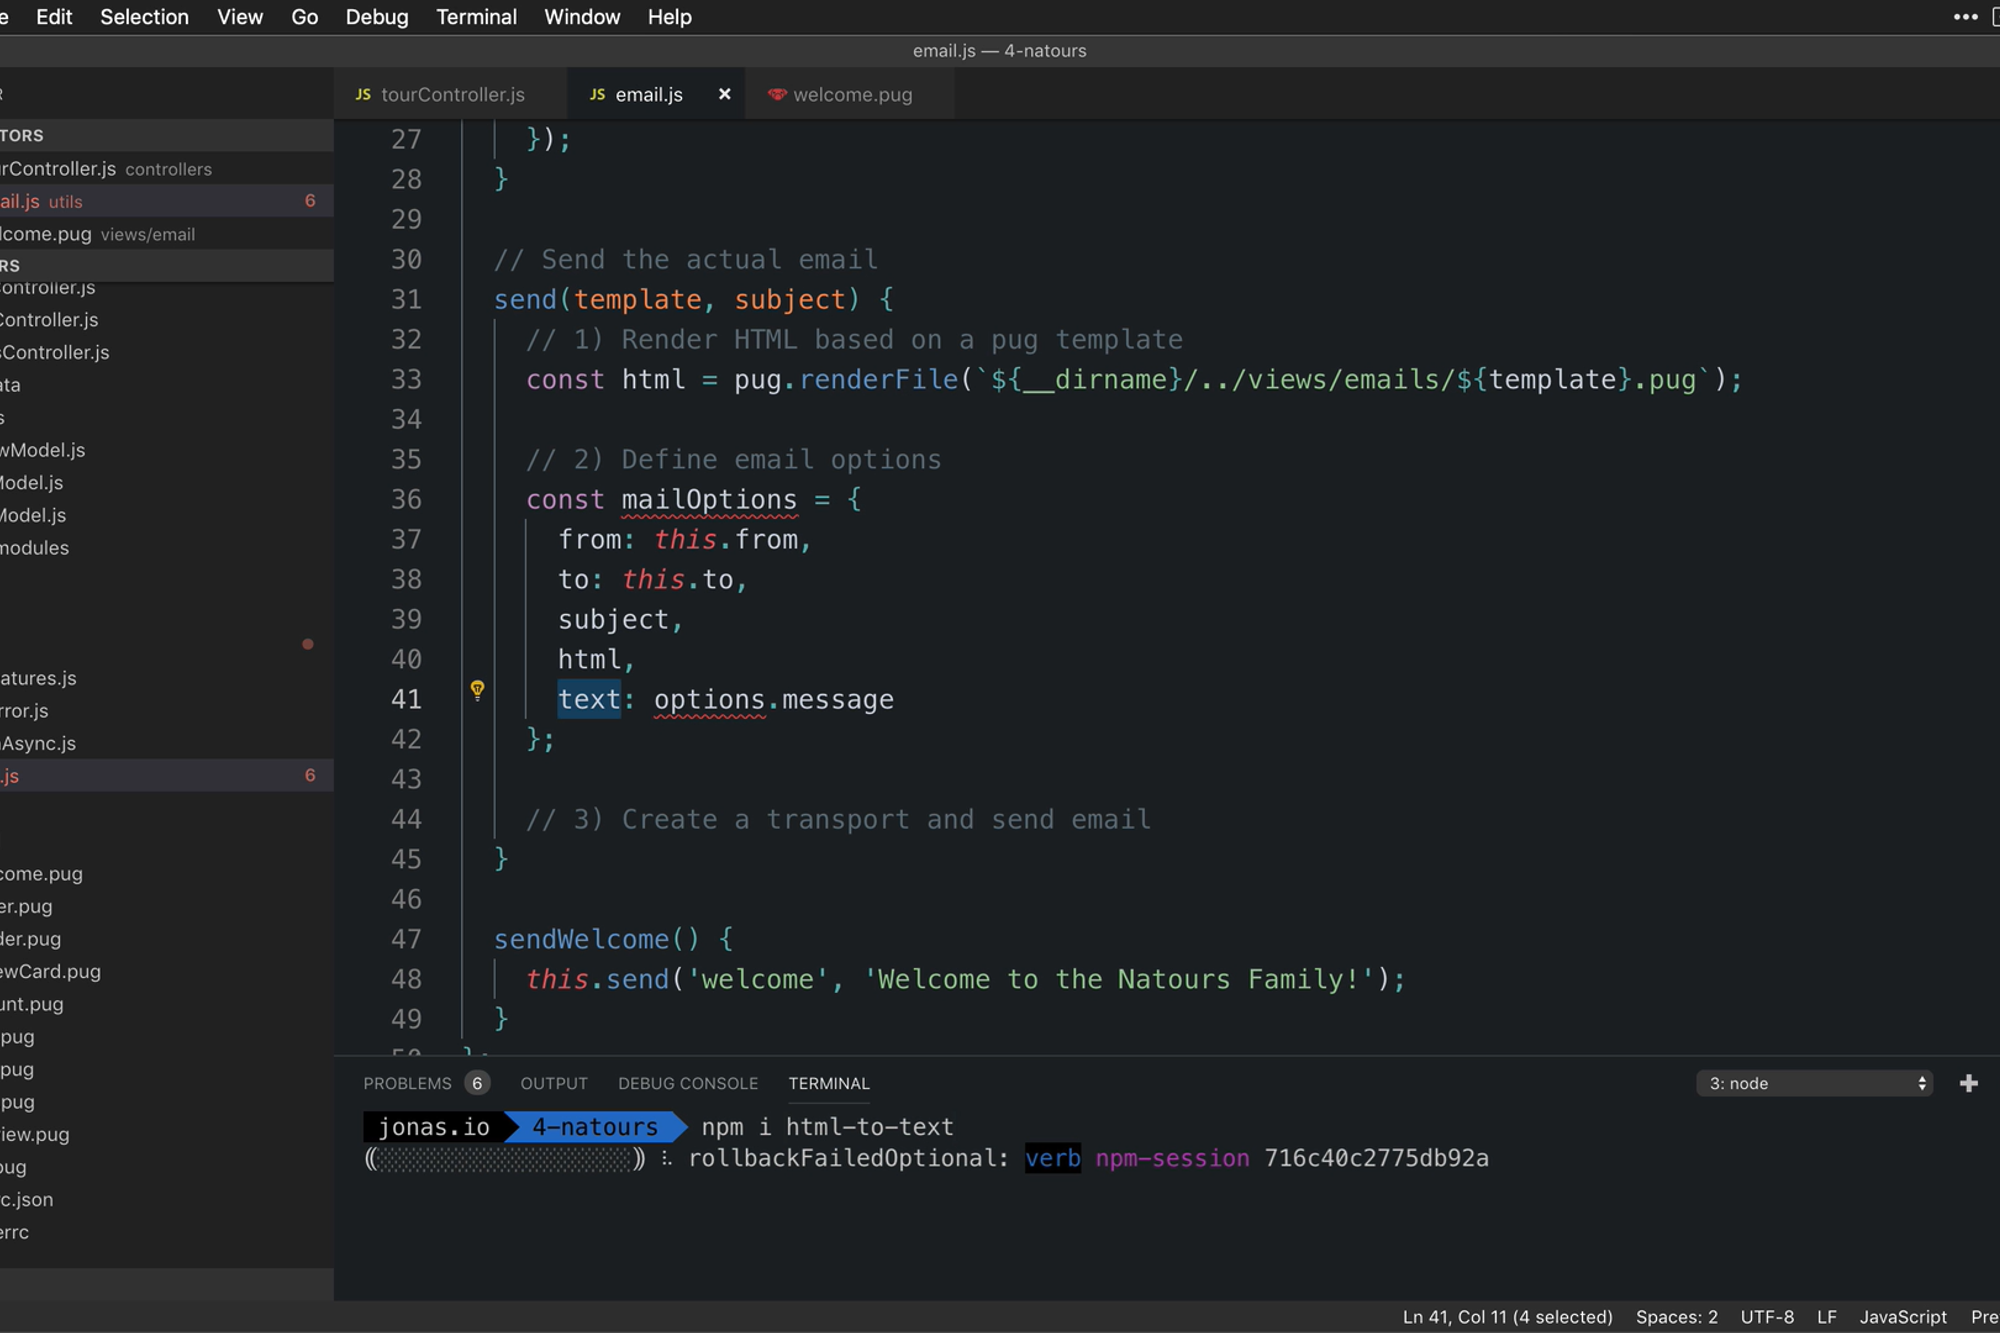 Edit Selection View Go Debug Terminal Window Help
email.js — 4-natours
JS tourController.js
JS email.js ×
welcome.pug
TORS
rController.js controllers
ail.js utils 6
lcome.pug views/email
RS
ontroller.js
Controller.js
sController.js
ata
s
wModel.js
Model.js
Model.js
modules
atures.js
rror.js
Async.js
.js 6
come.pug
er.pug
der.pug
ewCard.pug
unt.pug
pug
pug
pug
iew.pug
oug
c.json
errc
27 });
28 }
29
30 // Send the actual email
31 send(template, subject) {
32 // 1) Render HTML based on a pug template
33 const html = pug.renderFile(`${__dirname}/../views/emails/${template}.pug`);
34
35 // 2) Define email options
36 const mailOptions = {
37 from: this.from,
38 to: this.to,
39 subject,
40 html,
41 text: options.message
42 };
43
44 // 3) Create a transport and send email
45 }
46
47 sendWelcome() {
48 this.send('welcome', 'Welcome to the Natours Family!');
49 }
PROBLEMS 6 OUTPUT DEBUG CONSOLE TERMINAL 3: node
jonas.io 4-natours npm i html-to-text
rollbackFailedOptional: verb npm-session 716c40c2775db92a
Ln 41, Col 11 (4 selected) Spaces: 2 UTF-8 LF JavaScript Pre